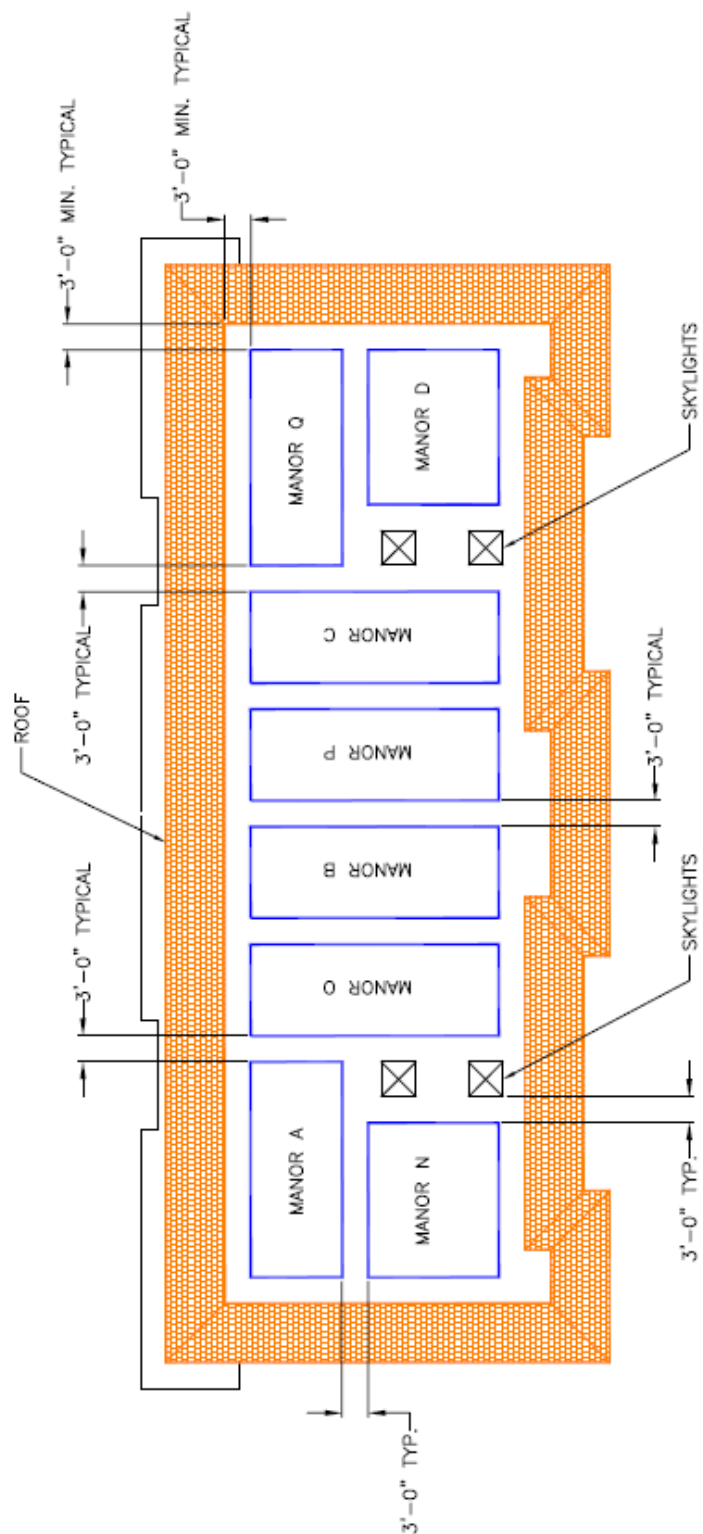 ROOF
3'-0" MIN. TYPICAL
3'-0" TYPICAL
3'-0" TYPICAL
3'-0" MIN. TYPICAL
MANOR A
MANOR Q
MANOR O
MANOR B
MANOR P
MANOR C
MANOR N
MANOR D
3'-0" TYP.
3'-0" TYPICAL
3'-0" TYP.
SKYLIGHTS
SKYLIGHTS